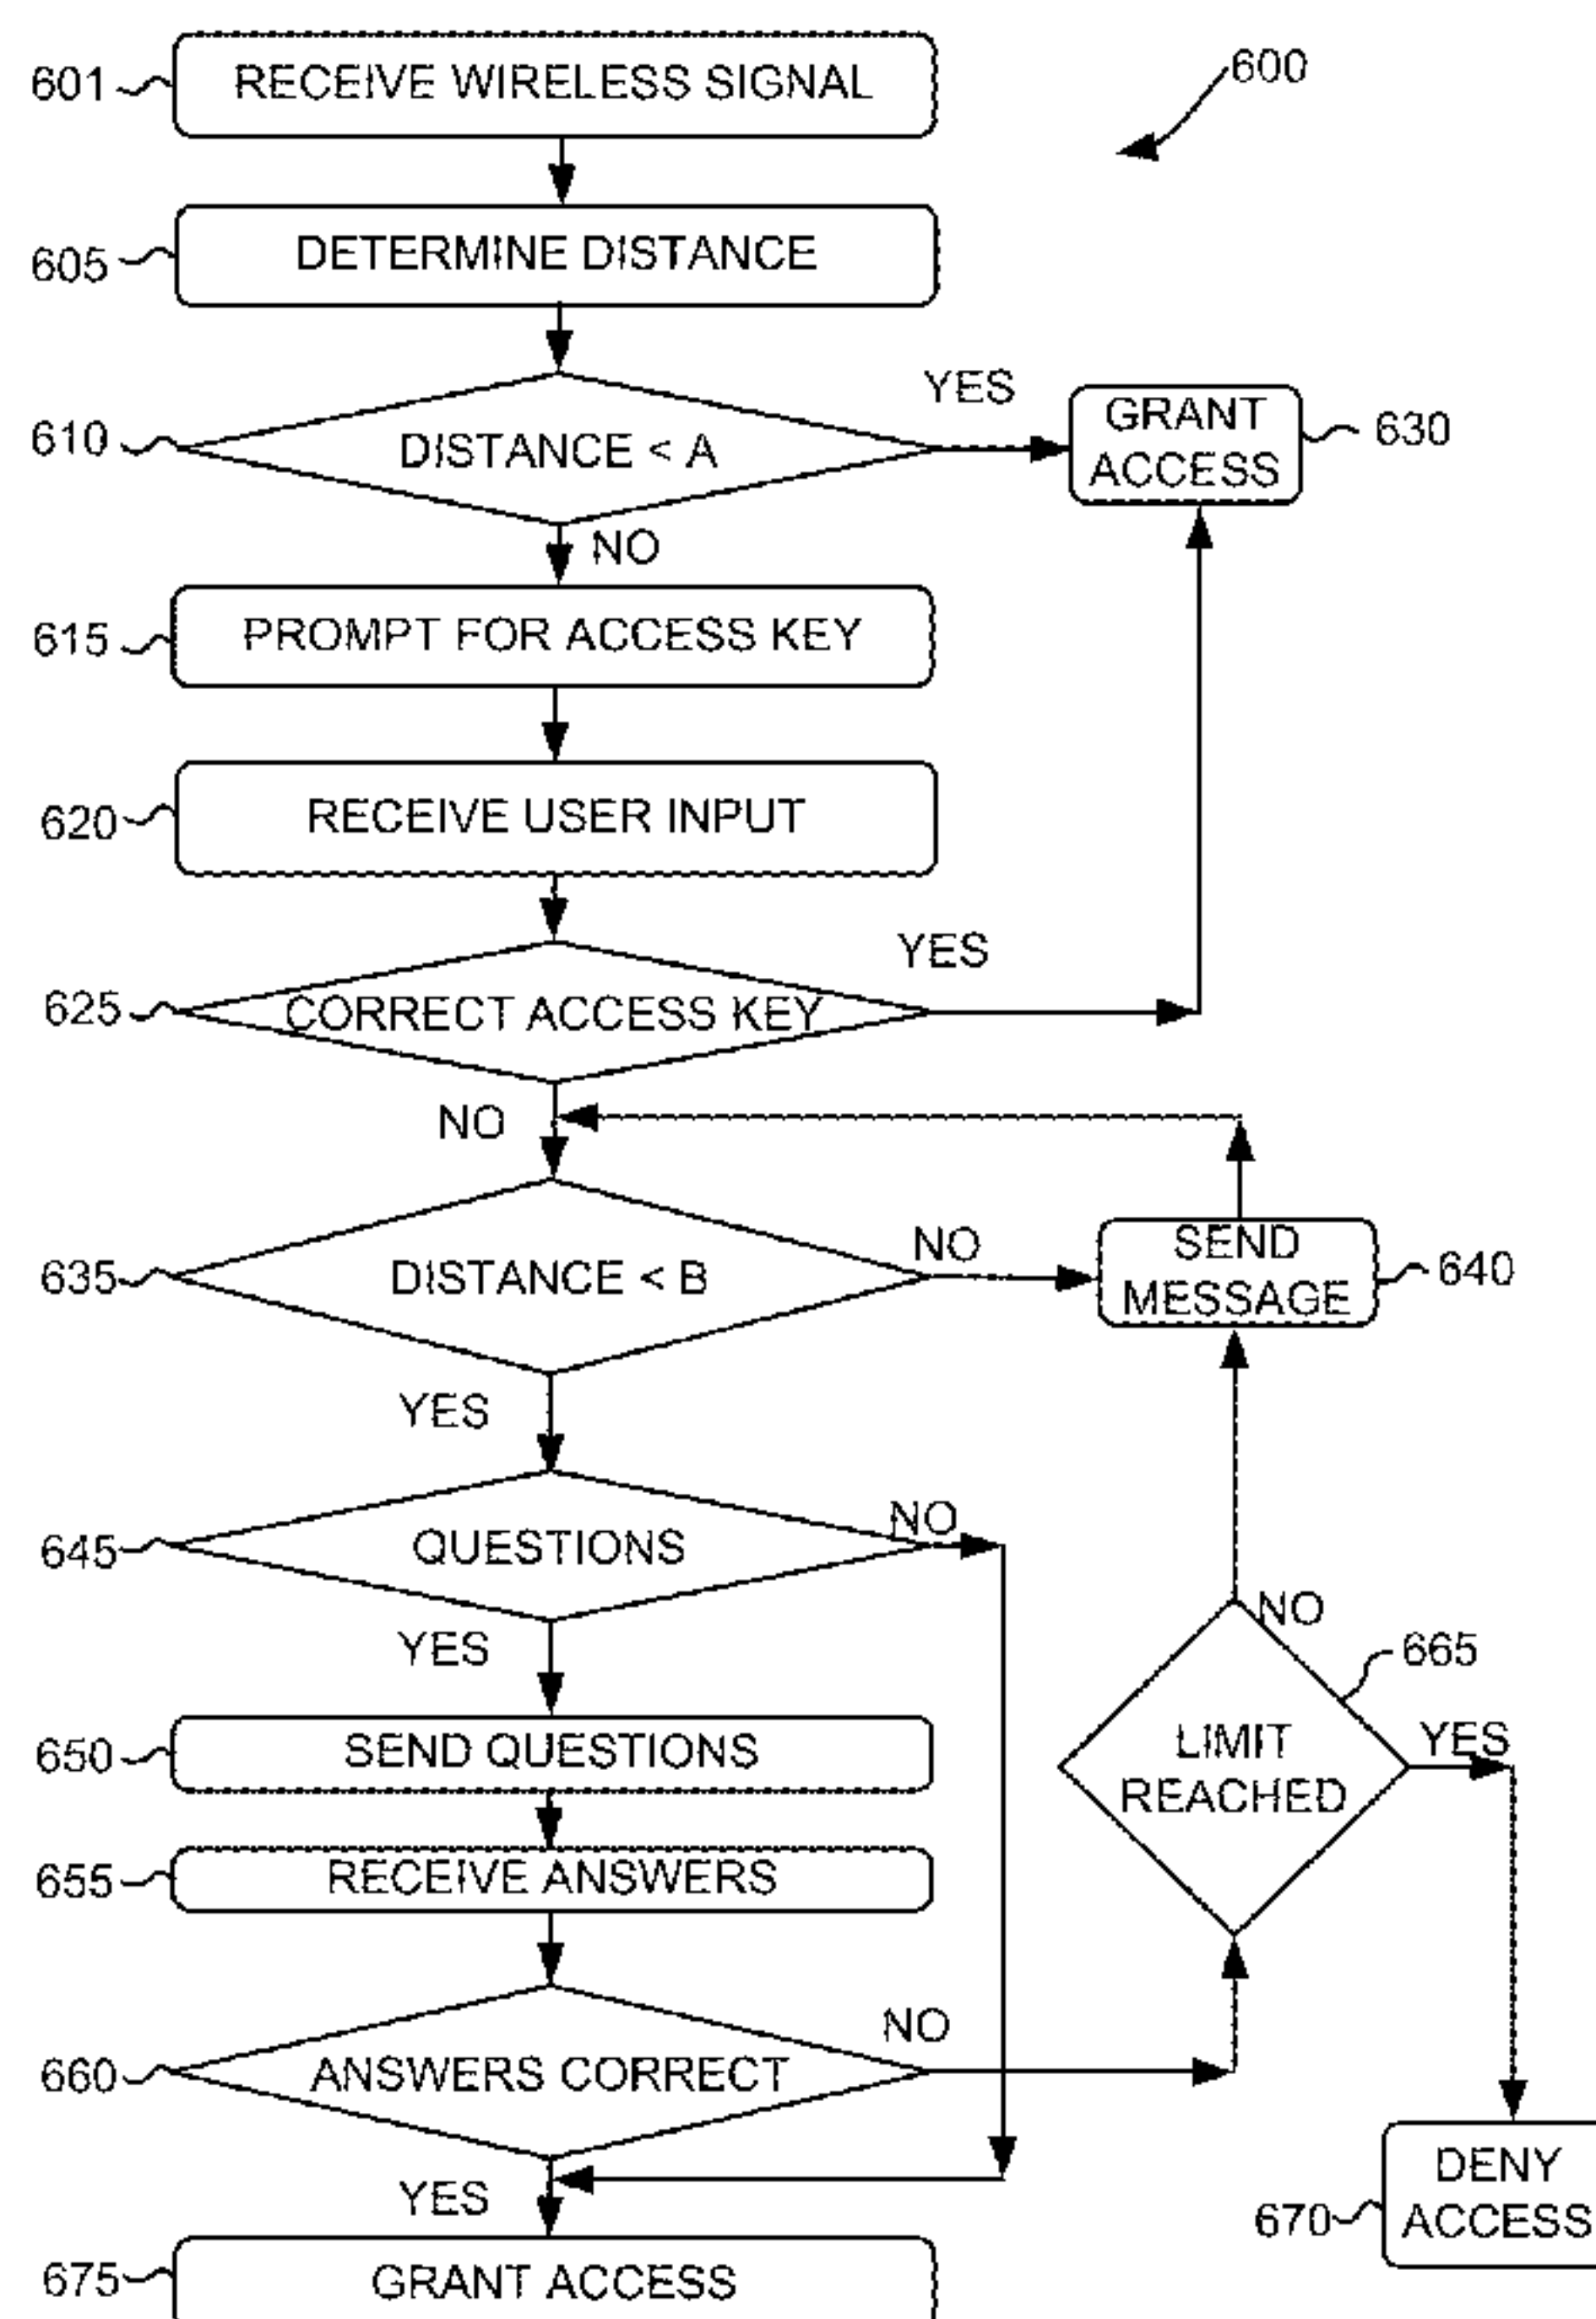 601
RECEIVE WIRELESS SIGNAL
600
605
DETERMINE DISTANCE
610
DISTANCE < A
YES
GRANT
ACCESS
630
NO
615
PROMPT FOR ACCESS KEY
620
RECEIVE USER INPUT
625
CORRECT ACCESS KEY
YES
NO
635
DISTANCE < B
NO
SEND
MESSAGE
640
YES
645
QUESTIONS
NO
YES
650
SEND QUESTIONS
NO
665
LIMIT
REACHED
YES
655
RECEIVE ANSWERS
660
ANSWERS CORRECT
NO
YES
DENY
ACCESS
670
675
GRANT ACCESS